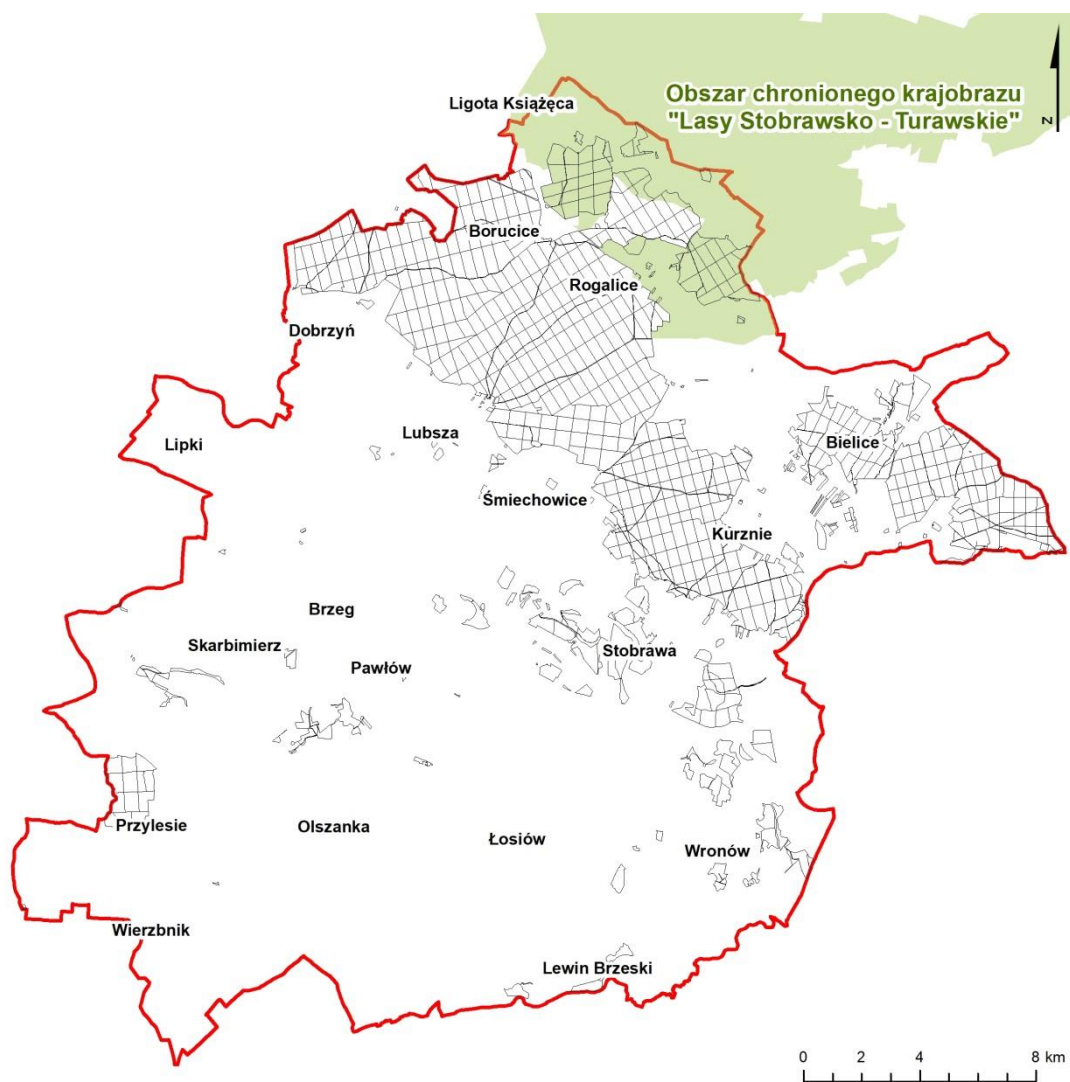 Ligota Książęca
Obszar chronionego krajobrazu
"Lasy Stobrawsko - Turawskie"
N
Borucice
Rogalice
Dobrzyń
Lubsza
Lipki
Bielice
Śmiechowice
Kurznie
Brzeg
Skarbimierz
Stobrawa
Pawłów
Przylesie
Olszanka
Łosiów
Wronów
Wierzbnik
Lewin Brzeski
0 2 4 8 km